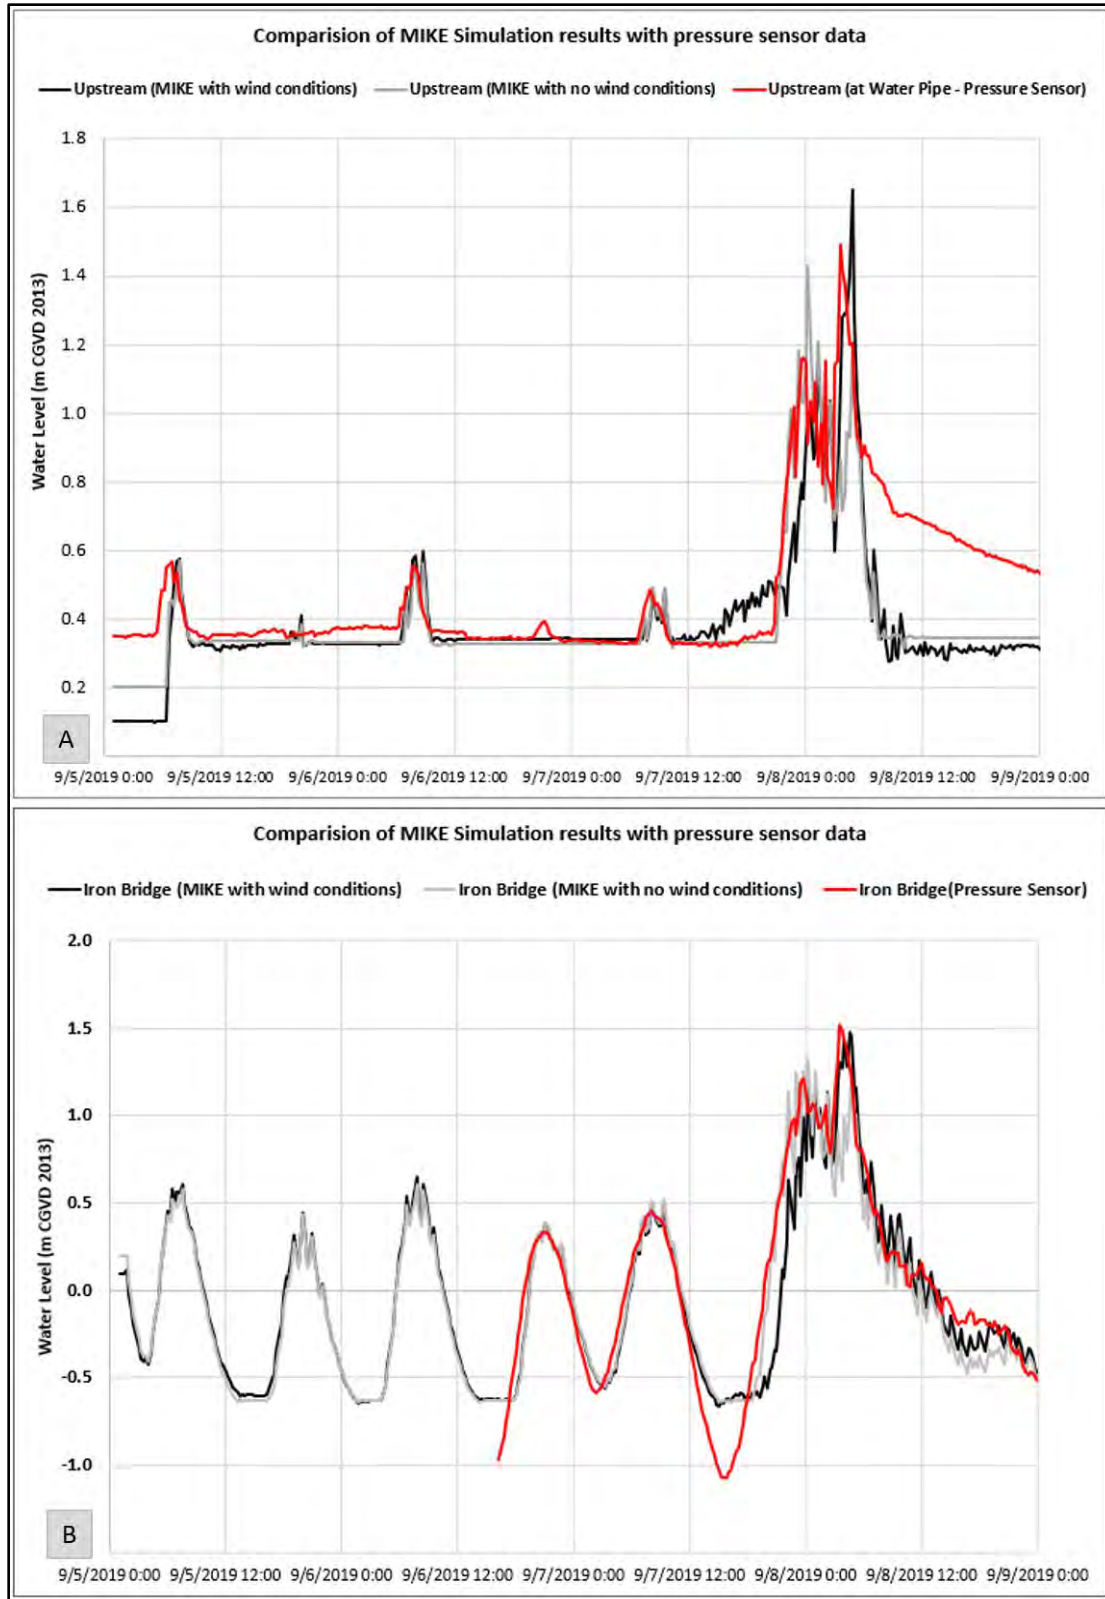 Comparision of MIKE Simulation results with pressure sensor data
Upstream (MIKE with wind conditions) Upstream (MIKE with no wind conditions) Upstream (at Water Pipe - Pressure Sensor)
1.8
1.6
1.4
1.2
1.0
0.8
0.6
0.4
0.2
Water Level (m CGVD 2013)
A
9/5/2019 0:00 9/5/2019 12:00 9/6/2019 0:00 9/6/2019 12:00 9/7/2019 0:00 9/7/2019 12:00 9/8/2019 0:00 9/8/2019 12:00 9/9/2019 0:00
Comparision of MIKE Simulation results with pressure sensor data
Iron Bridge (MIKE with wind conditions) Iron Bridge (MIKE with no wind conditions) Iron Bridge(Pressure Sensor)
2.0
1.5
1.0
0.5
0.0
-0.5
-1.0
Water Level (m CGVD 2013)
B
9/5/2019 0:00 9/5/2019 12:00 9/6/2019 0:00 9/6/2019 12:00 9/7/2019 0:00 9/7/2019 12:00 9/8/2019 0:00 9/8/2019 12:00 9/9/2019 0:00